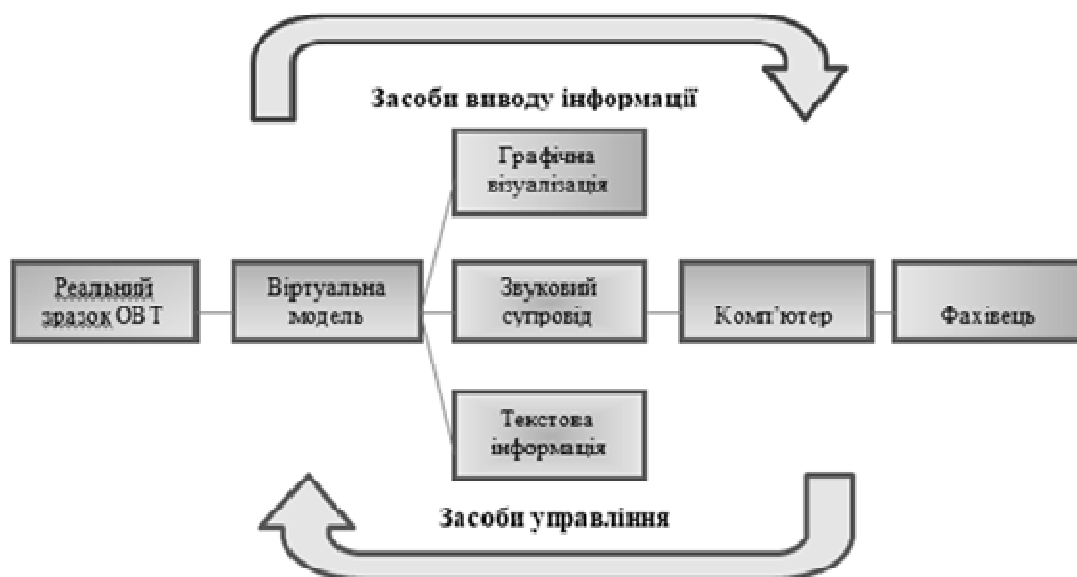 Засоби виводу інформації
Графічна
візуалізація
Реальний
зразок ОВТ
Віртуальна
модель
Звуковий
супровід
Комп’ютер
Фахівець
Текстова
інформація
Засоби управління